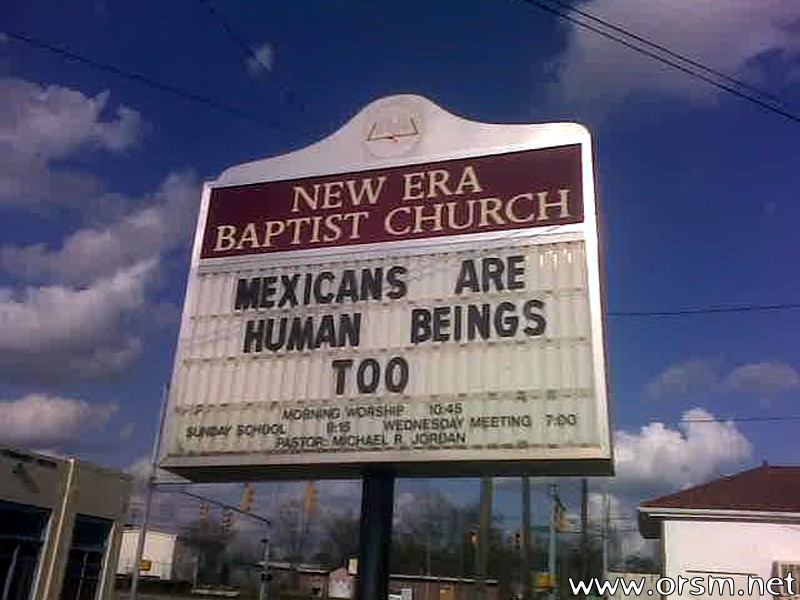 NEW ERA
BAPTIST CHURCH
MEXICANS ARE
HUMAN BEINGS
TOO
MORNING WORSHIP 10:45
SUNDAY SCHOOL 9:15 WEDNESDAY MEETING 7:00
PASTOR: MICHAEL R. JORDAN
www.orsm.net